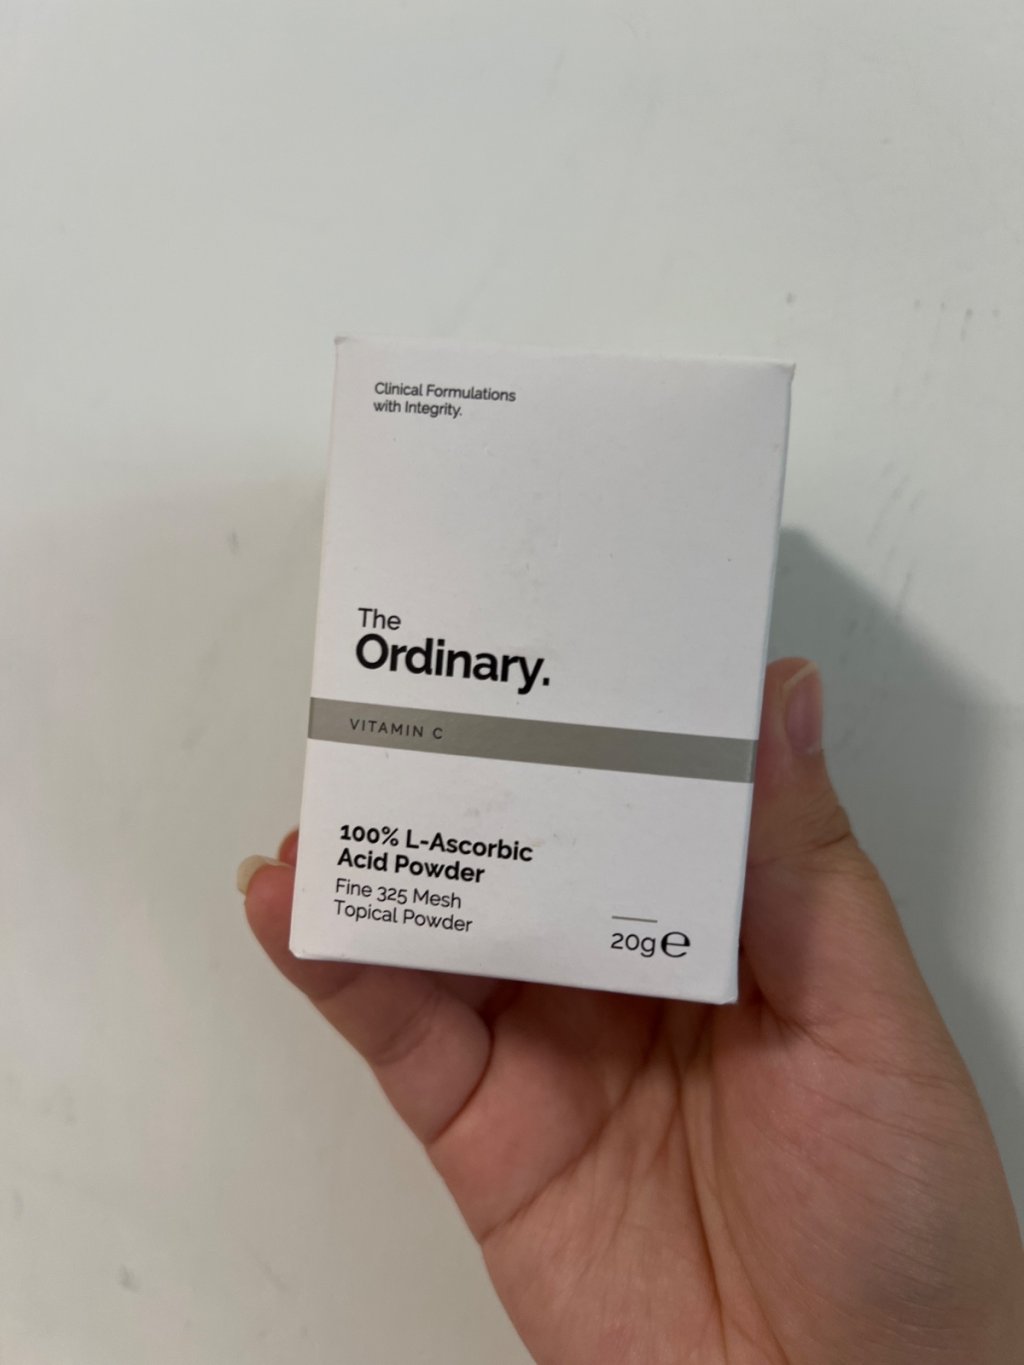 Clinical Formulations
with Integrity.
The
Ordinary.
VITAMIN C
100% L-Ascorbic
Acid Powder
Fine 325 Mesh
Topical Powder
20g ℮